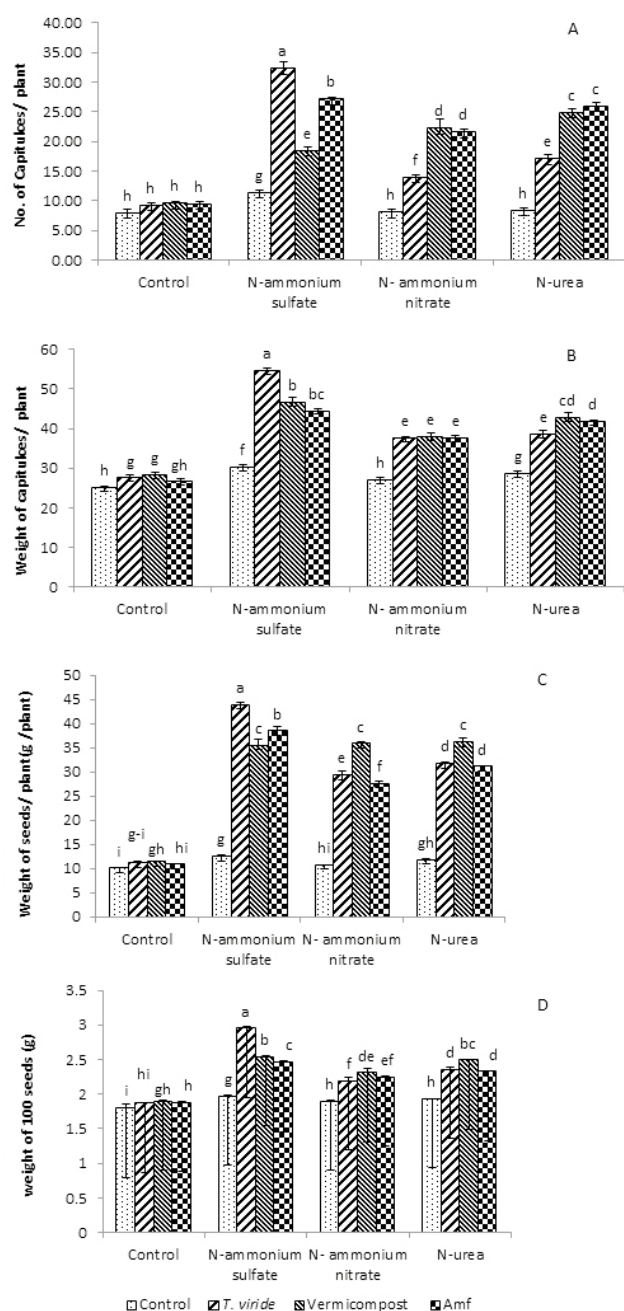 A
No. of Capitukes/ plant
40.00
35.00
30.00
25.00
20.00
15.00
10.00
5.00
0.00
h h h h
g a e b
h f d d
h e c c
Control N-ammonium sulfate N- ammonium nitrate N-urea
B
Weight of capitukes/ plant
60
50
40
30
20
10
0
h g g gh
f a b bc
h e e e
g e cd d
Control N-ammonium sulfate N- ammonium nitrate N-urea
C
Weight of seeds/ plant(g /plant)
50
45
40
35
30
25
20
15
10
5
0
i g-i gh hi
g a c b
hi e c f
gh d c d
Control N-ammonium sulfate N- ammonium nitrate N-urea
D
weight of 100 seeds (g)
3.5
3
2.5
2
1.5
1
0.5
0
i hi gh h
g a b c
h f de ef
h d bc d
Control N-ammonium sulfate N- ammonium nitrate N-urea
Control T. viride Vermicompost Amf